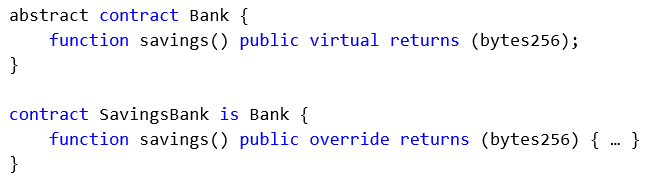 abstract contract Bank {
    function savings() public virtual returns (bytes256);
}

contract SavingsBank is Bank {
    function savings() public override returns (bytes256) { … }
}